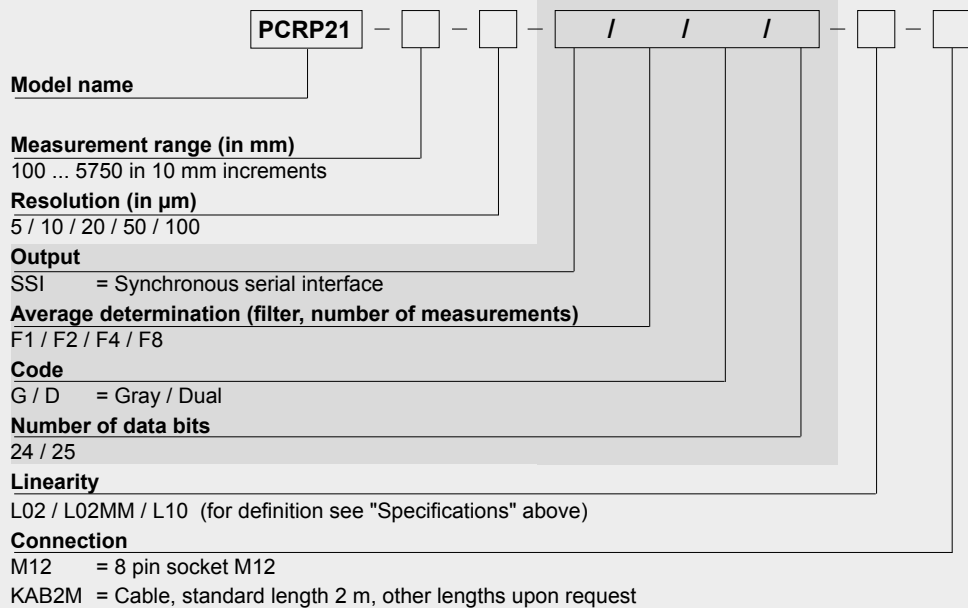 PCRP21 – – – / / / – –
Model name
Measurement range (in mm)
100 ... 5750 in 10 mm increments
Resolution (in µm)
5 / 10 / 20 / 50 / 100
Output
SSI = Synchronous serial interface
Average determination (filter, number of measurements)
F1 / F2 / F4 / F8
Code
G / D = Gray / Dual
Number of data bits
24 / 25
Linearity
L02 / L02MM / L10 (for definition see "Specifications" above)
Connection
M12 = 8 pin socket M12
KAB2M = Cable, standard length 2 m, other lengths upon request